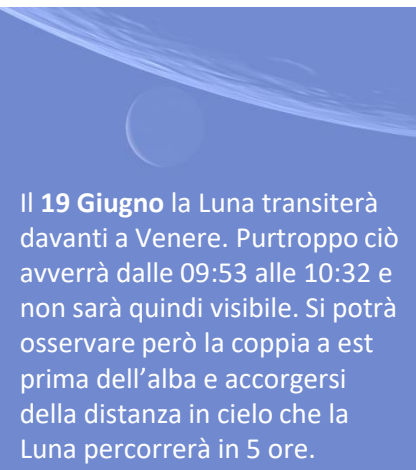 Il 19 Giugno la Luna transiterà
davanti a Venere. Purtroppo ciò
avverrà dalle 09:53 alle 10:32 e
non sarà quindi visibile. Si potrà
osservare però la coppia a est
prima dell’alba e accorgersi
della distanza in cielo che la
Luna percorrerà in 5 ore.